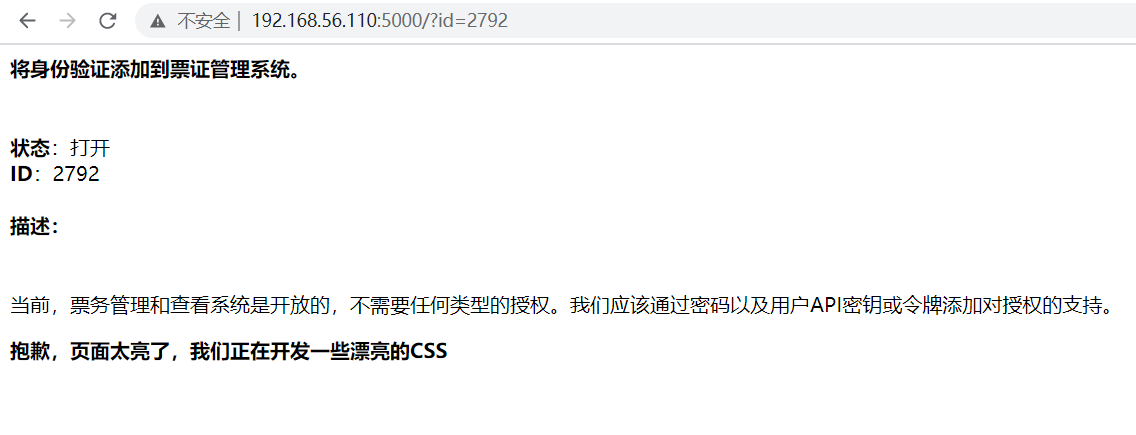 不安全 | 192.168.56.110:5000/?id=2792
将身份验证添加到票证管理系统。
状态：打开
ID：2792
描述：
当前，票务管理和查看系统是开放的，不需要任何类型的授权。我们应该通过密码以及用户API密钥或令牌添加对授权的支持。
抱歉，页面太亮了，我们正在开发一些漂亮的CSS